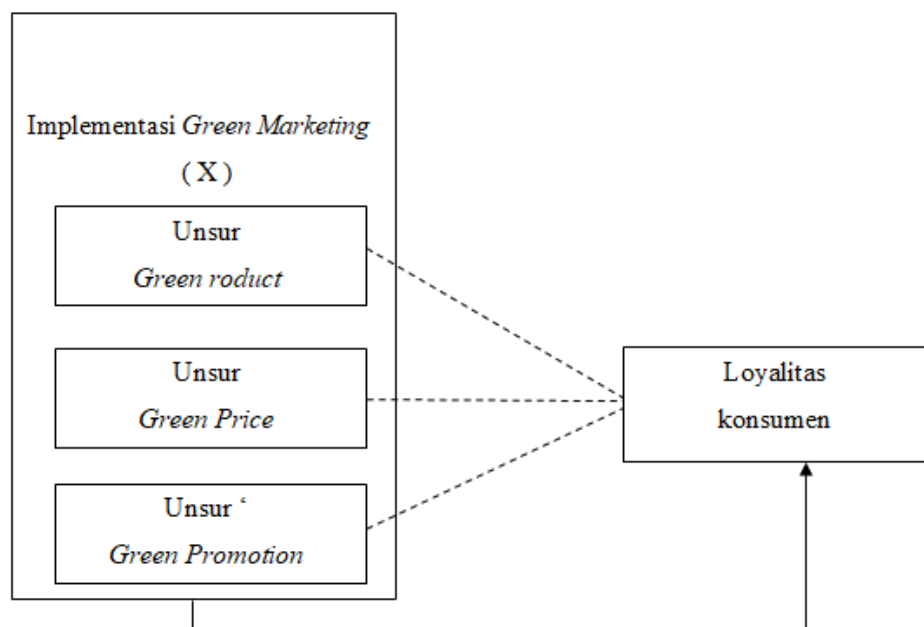 Implementasi Green Marketing
( X )
Unsur
Green roduct
Unsur
Green Price
Unsur ‘
Green Promotion
Loyalitas
konsumen